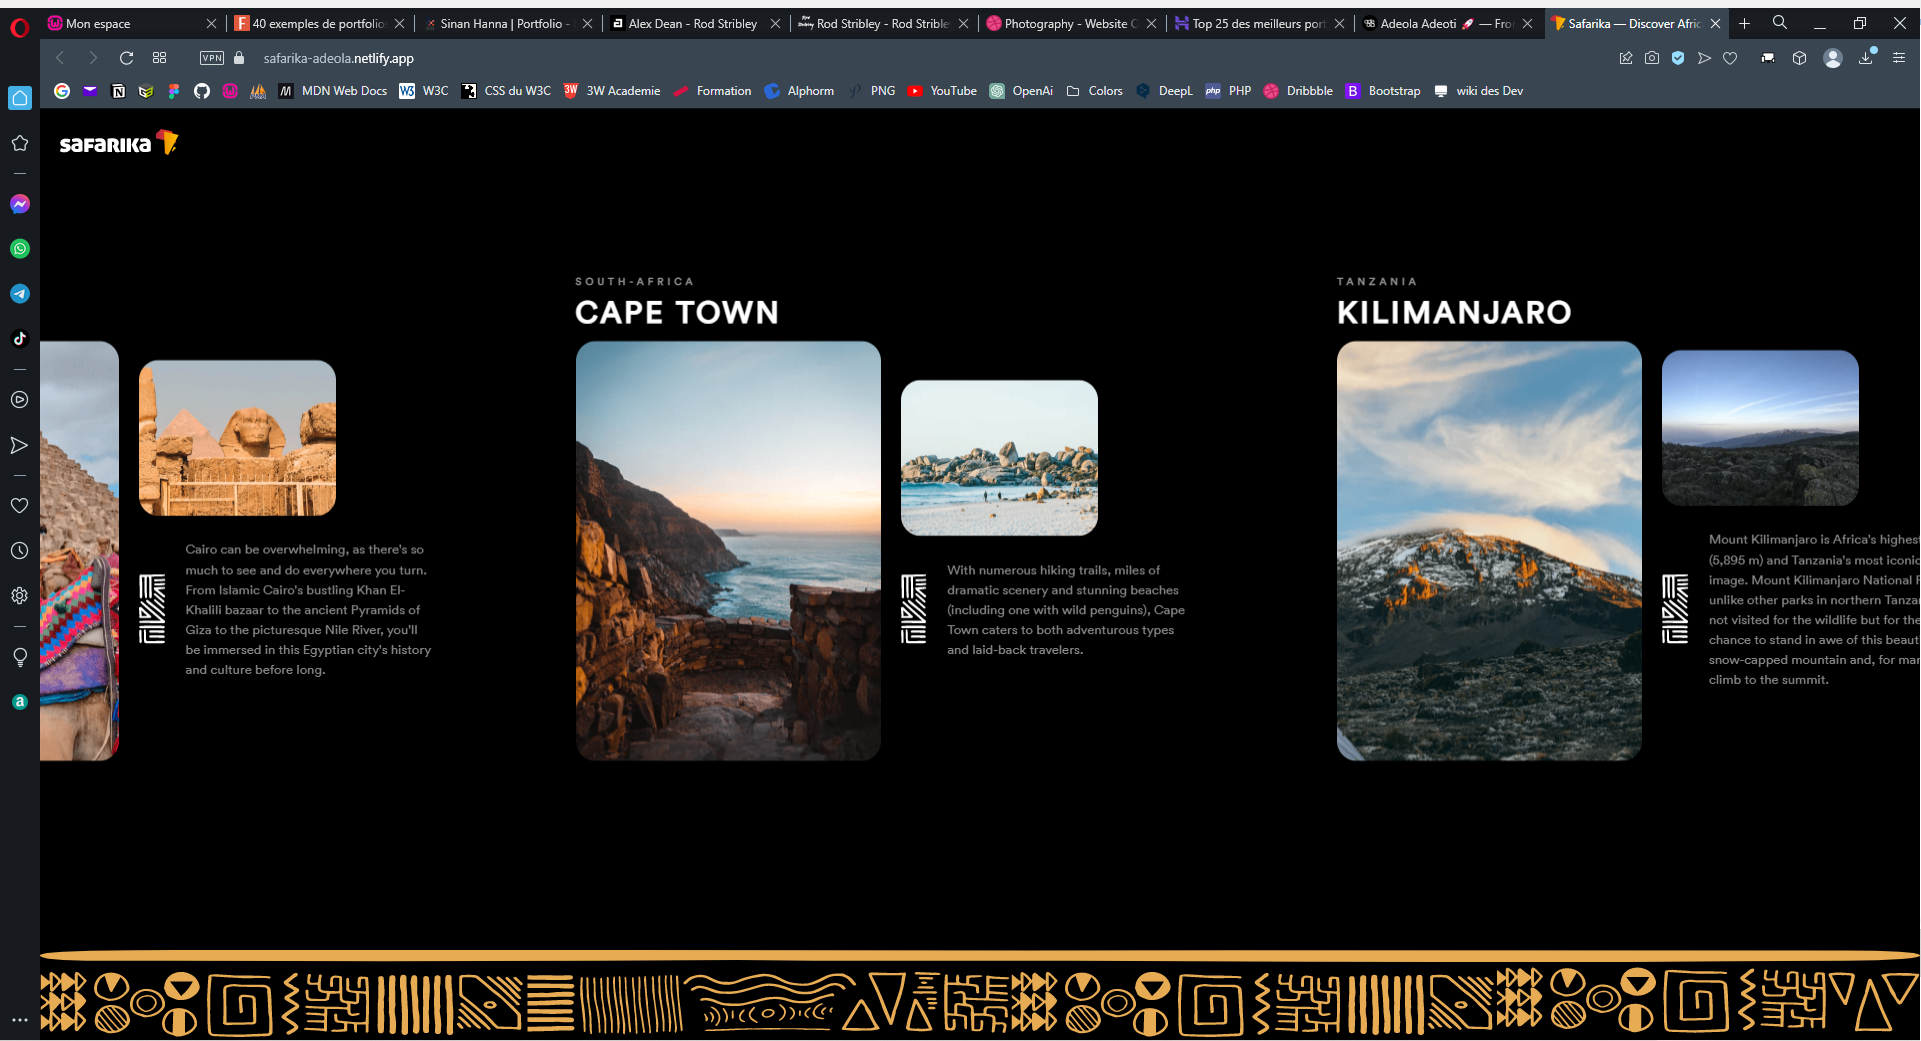 Mon espace
40 exemples de portfolio
Sinan Hanna | Portfolio -
Alex Dean - Rod Stribley
Rod Stribley - Rod Strible
Photography - Website C
Top 25 des meilleurs port
Adeola Adeoti 🚀 — Fro
Safarika — Discover Afric
VPN
safarika-adeola.netlify.app
MDN Web Docs
W3C
CSS du W3C
3W Academie
Formation
Alphorm
PNG
YouTube
OpenAi
Colors
DeepL
PHP
Dribbble
Bootstrap
wiki des Dev
safarika
Cairo can be overwhelming, as there's so
much to see and do everywhere you turn.
From Islamic Cairo's bustling Khan El-
Khalili bazaar to the ancient Pyramids of
Giza to the picturesque Nile River, you'll
be immersed in this Egyptian city's history
and culture before long.
SOUTH-AFRICA
CAPE TOWN
With numerous hiking trails, miles of
dramatic scenery and stunning beaches
(including one with wild penguins), Cape
Town caters to both adventurous types
and laid-back travelers.
TANZANIA
KILIMANJARO
Mount Kilimanjaro is Africa's highest
(5,895 m) and Tanzania's most iconic
image. Mount Kilimanjaro National
unlike other parks in northern
not visited for the wildlife but for the
chance to stand in awe of this
snow-capped mountain and, for
climb to the summit.